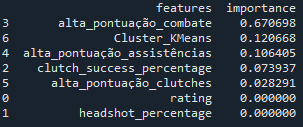 features importance
3 alta_pontuação_combate 0.670698
6 Cluster_KMeans 0.120668
4 alta_pontuação_assistências 0.106405
2 clutch_success_percentage 0.073937
5 alta_pontuação_clutches 0.028291
0 rating 0.000000
1 headshot_percentage 0.000000